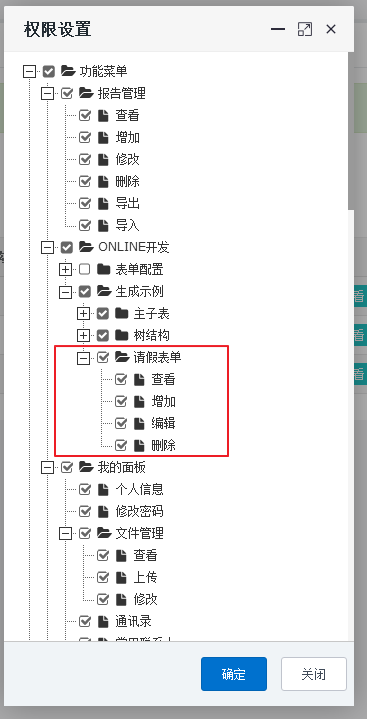 权限设置
功能菜单
报告管理
查看
增加
修改
删除
导出
导入
ONLINE开发
表单配置
生成示例
主子表
树结构
请假表单
查看
增加
编辑
删除
我的面板
个人信息
修改密码
文件管理
查看
上传
修改
通讯录
确定
关闭
看
看
看